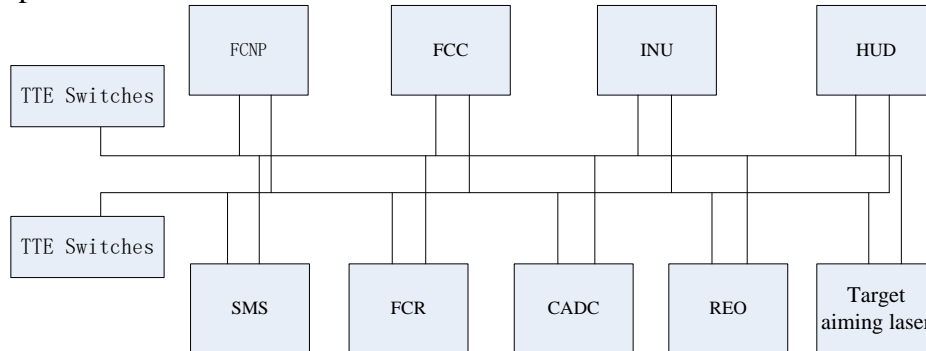 FCNP
FCC
INU
HUD
TTE Switches
TTE Switches
SMS
FCR
CADC
REO
Target
aiming laser